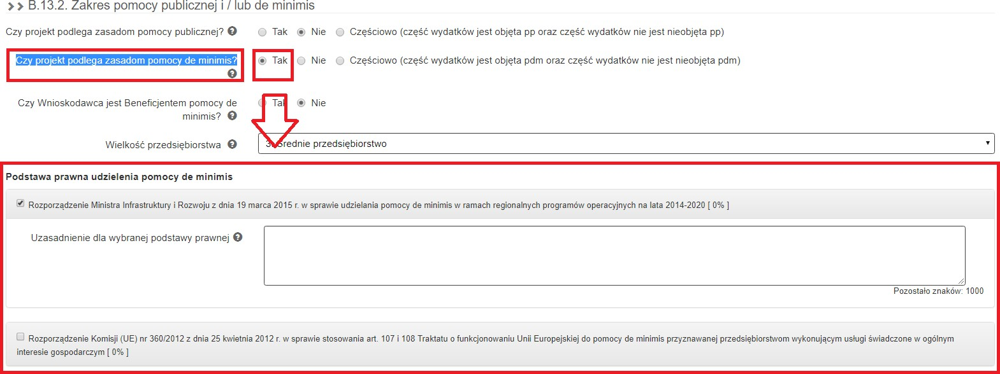 B.13.2. Zakres pomocy publicznej i / lub de minimis
Czy projekt podlega zasadom pomocy publicznej? Tak Nie Częściowo (część wydatków jest objęta pp oraz część wydatków nie jest nieobjęta pp)
Czy projekt podlega zasadom pomocy de minimis? Tak Nie Częściowo (część wydatków jest objęta pdm oraz część wydatków nie jest nieobjęta pdm)
Czy Wnioskodawca jest Beneficjentem pomocy de Tak Nie
minimis?
Wielkość przedsiębiorstwa 3. Średnie przedsiębiorstwo
Podstawa prawna udzielenia pomocy de minimis
Rozporządzenie Ministra Infrastruktury i Rozwoju z dnia 19 marca 2015 r. w sprawie udzielania pomocy de minimis w ramach regionalnych programów operacyjnych na lata 2014-2020 [ 0% ]
Uzasadnienie dla wybranej podstawy prawnej
Pozostało znaków: 1000
Rozporządzenie Komisji (UE) nr 360/2012 z dnia 25 kwietnia 2012 r. w sprawie stosowania art. 107 i 108 Traktatu o funkcjonowaniu Unii Europejskiej do pomocy de minimis przyznawanej przedsiębiorstwom wykonującym usługi świadczone w ogólnym
interesie gospodarczym [ 0% ]